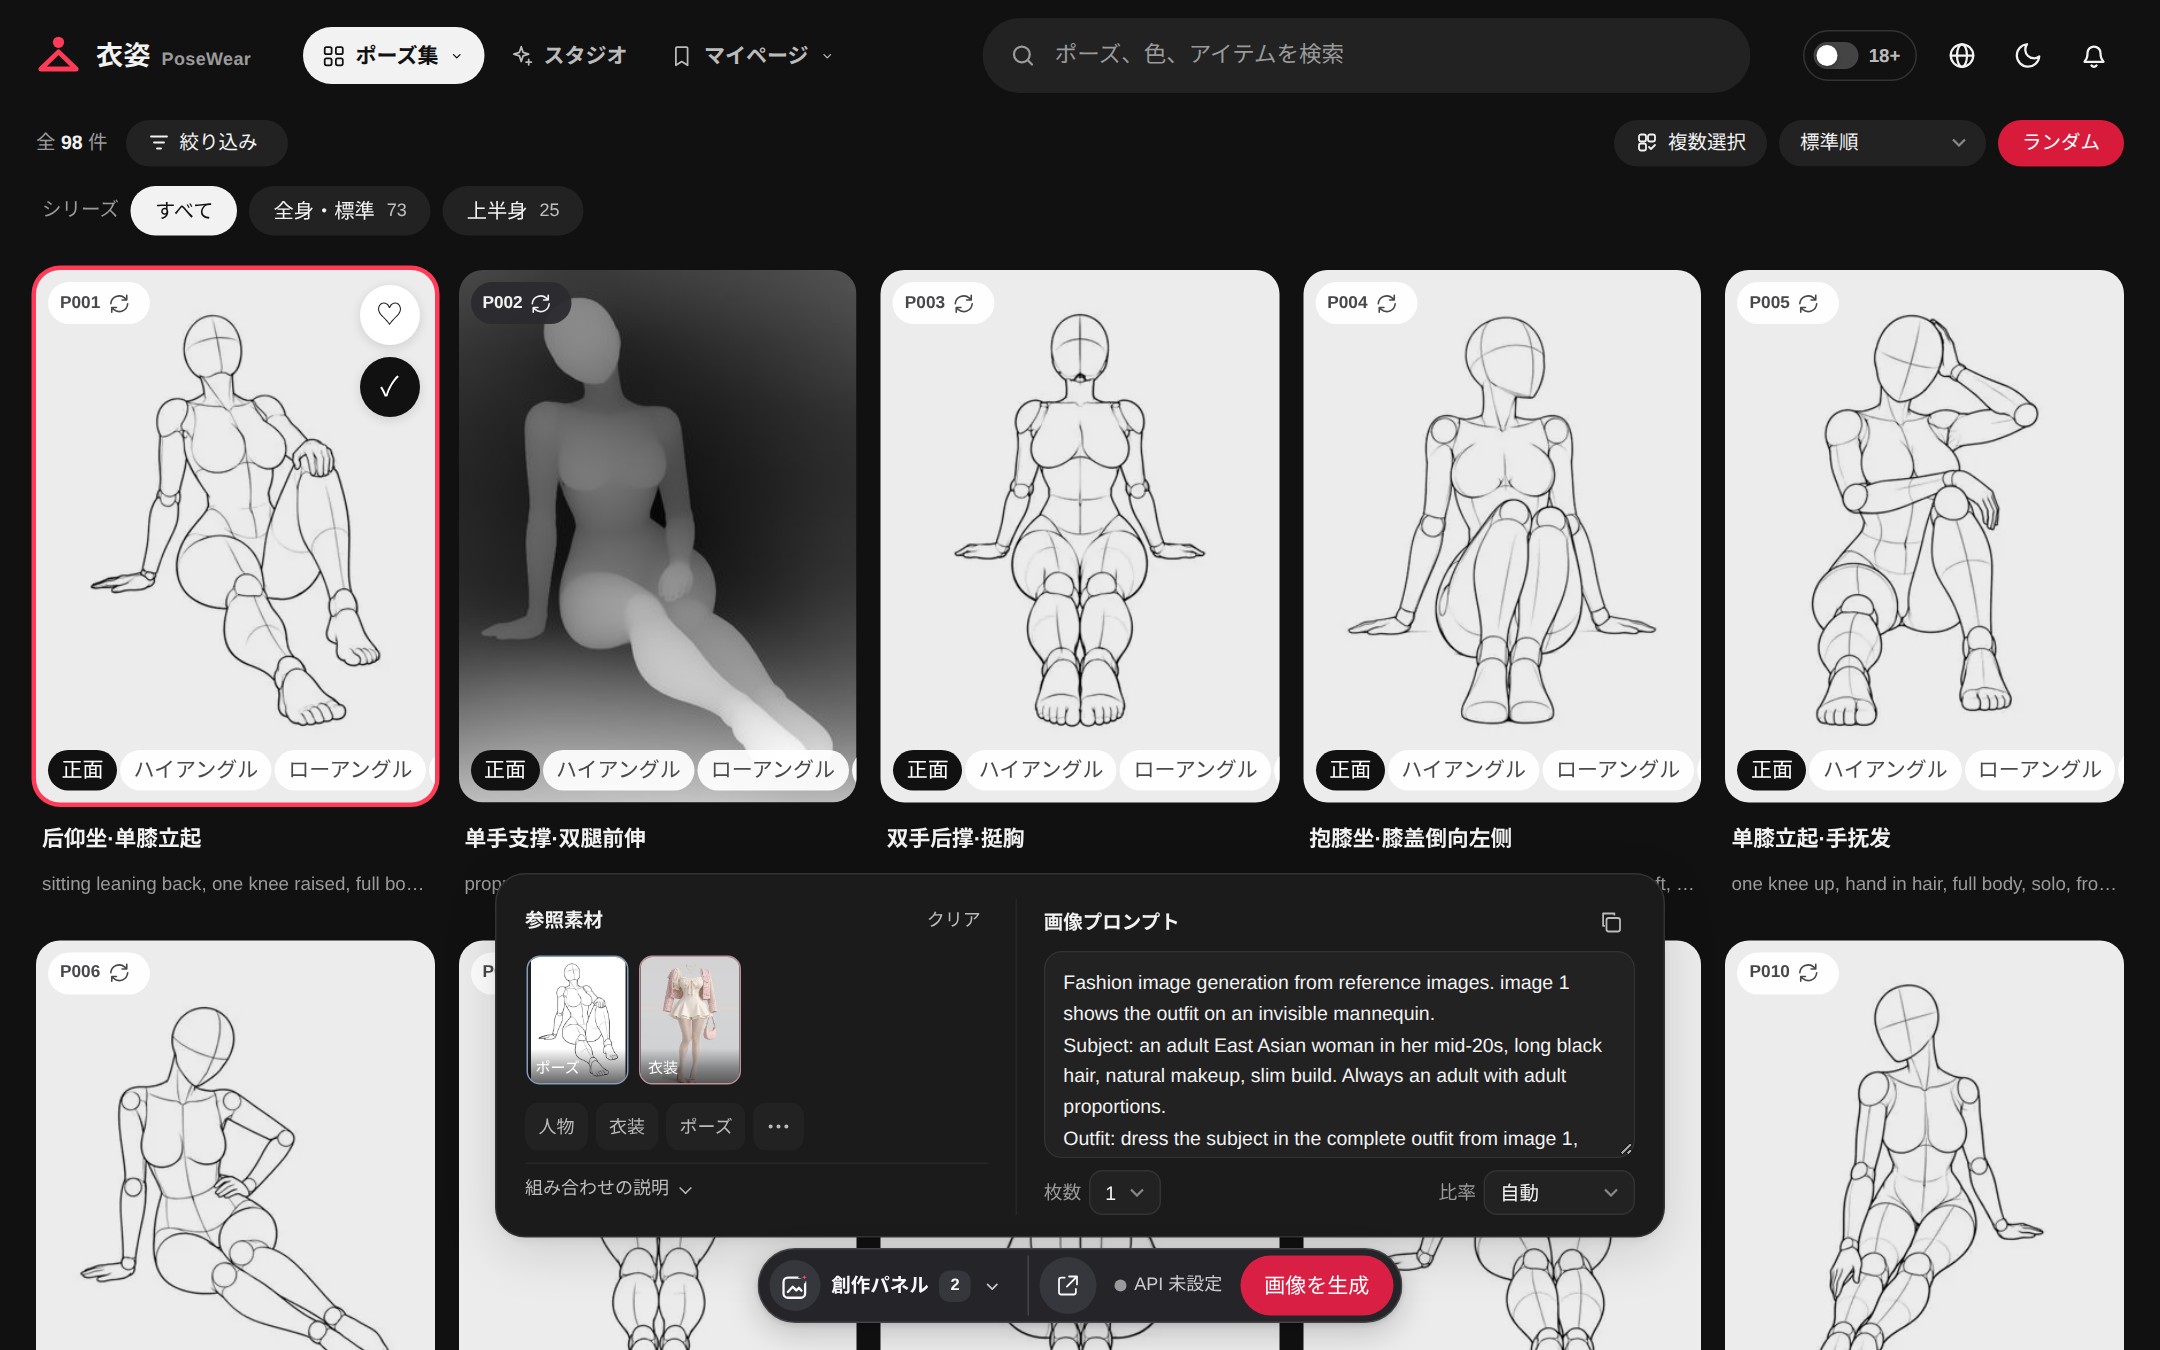 衣姿 PoseWear
ポーズ集
スタジオ
マイページ
ポーズ、色、アイテムを検索
18+
全 98 件
絞り込み
複数選択
標準順
ランダム
シリーズ
すべて
全身・標準 73
上半身 25
P001
正面 ハイアングル ローアングル
后仰坐·单膝立起
sitting leaning back, one knee raised, full bo…
P002
正面 ハイアングル ローアングル
单手支撑·双腿前伸
P003
正面 ハイアングル ローアングル
双手后撑·挺胸
P004
正面 ハイアングル ローアングル
抱膝坐·膝盖倒向左侧
ft, …
P005
正面 ハイアングル ローアングル
单膝立起·手抚发
one knee up, hand in hair, full body, solo, fro…
P006
P010
参照素材
クリア
ポーズ
衣装
人物
衣装
ポーズ
•••
組み合わせの説明
画像プロンプト
Fashion image generation from reference images. image 1
shows the outfit on an invisible mannequin.
Subject: an adult East Asian woman in her mid-20s, long black
hair, natural makeup, slim build. Always an adult with adult
proportions.
Outfit: dress the subject in the complete outfit from image 1,
枚数 1
比率 自動
創作パネル 2
API 未設定
画像を生成